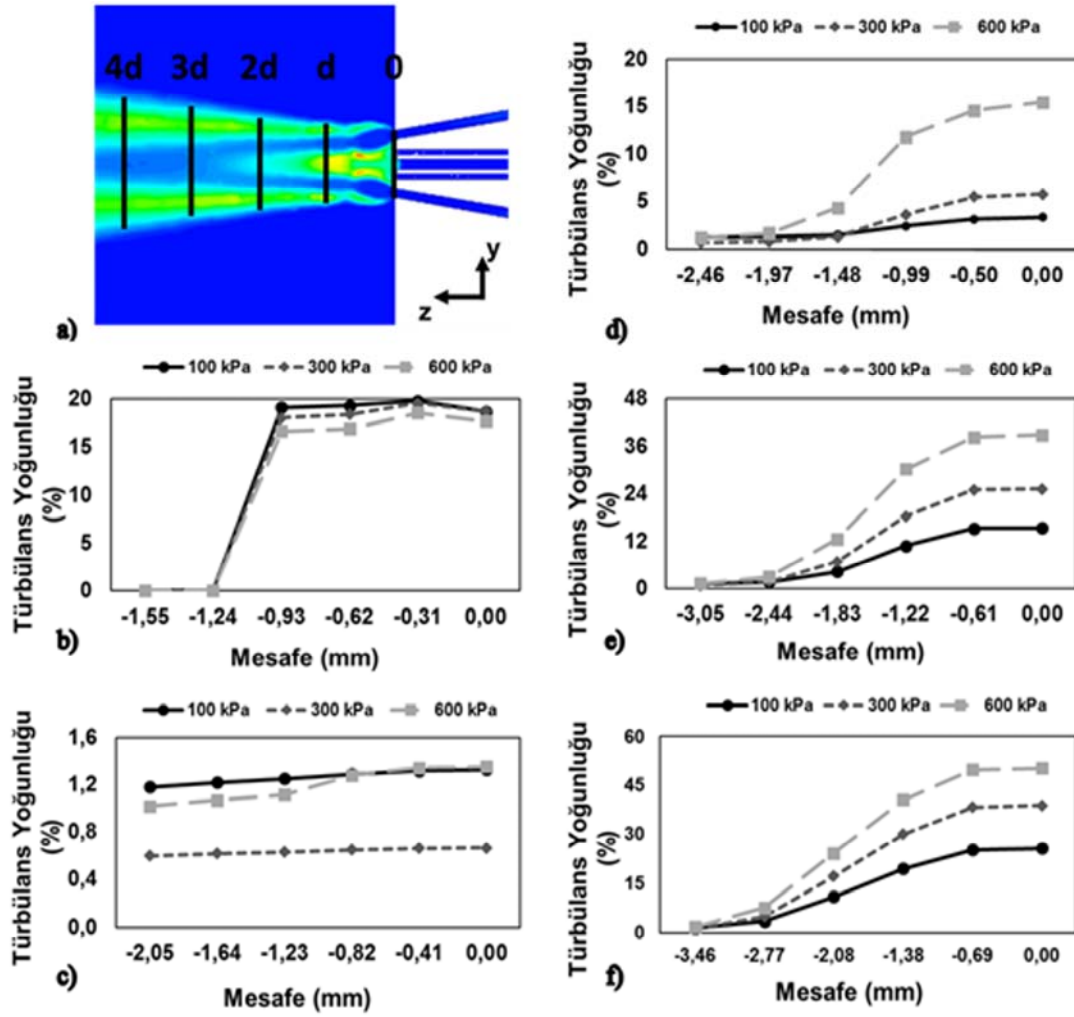 4d 3d 2d d 0
y
z
a)
100 kPa 300 kPa 600 kPa
Türbülans Yoğunluğu
(%)
20
15
10
5
0
-2,46 -1,97 -1,48 -0,99 -0,50 0,00
Mesafe (mm)
d)
100 kPa 300 kPa 600 kPa
Türbülans Yoğunluğu
(%)
20
15
10
5
0
-1,55 -1,24 -0,93 -0,62 -0,31 0,00
Mesafe (mm)
b)
100 kPa 300 kPa 600 kPa
Türbülans Yoğunluğu
(%)
48
36
24
12
0
-3,05 -2,44 -1,83 -1,22 -0,61 0,00
Mesafe (mm)
e)
100 kPa 300 kPa 600 kPa
Türbülans Yoğunluğu
(%)
1,6
1,2
0,8
0,4
0,0
-2,05 -1,64 -1,23 -0,82 -0,41 0,00
Mesafe (mm)
c)
100 kPa 300 kPa 600 kPa
Türbülans Yoğunluğu
(%)
60
45
30
15
0
-3,46 -2,77 -2,08 -1,38 -0,69 0,00
Mesafe (mm)
f)